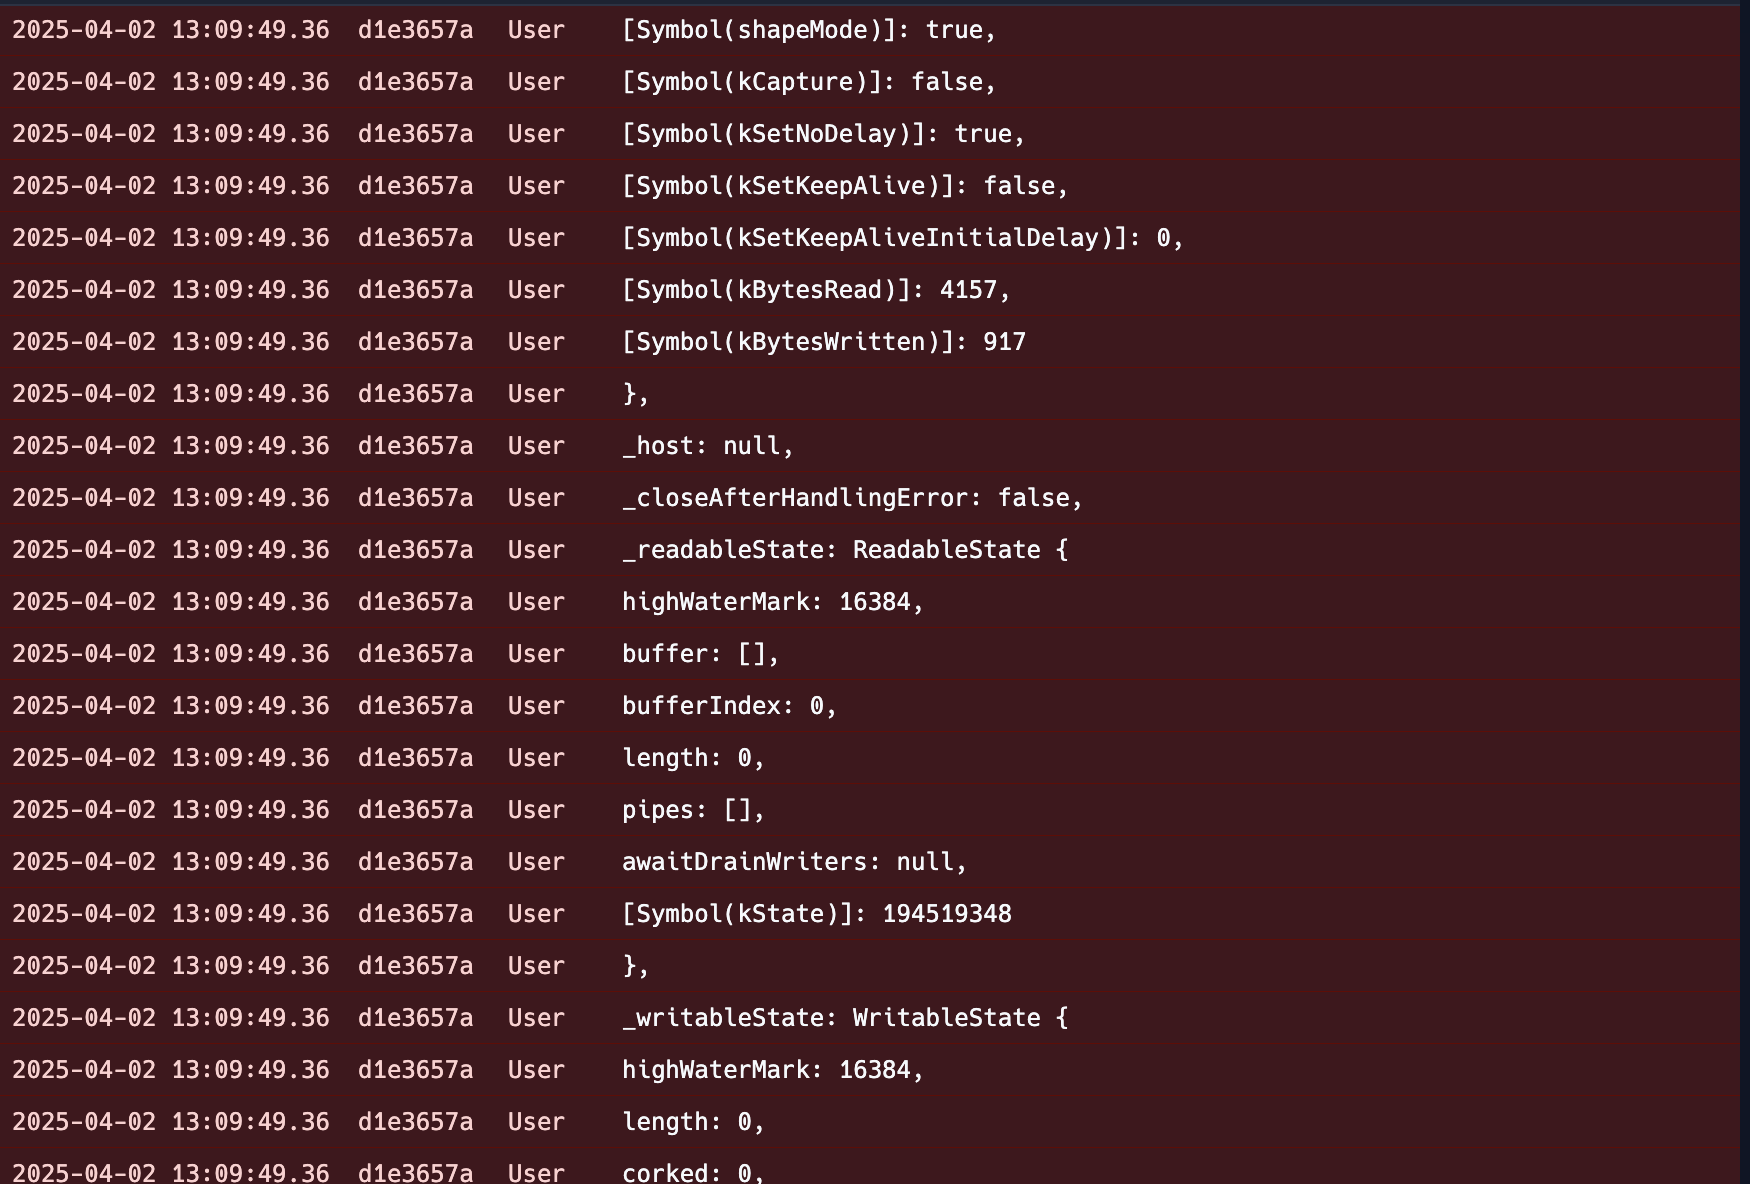 2025-04-02 13:09:49.36 d1e3657a User [Symbol(shapeMode)]: true,
2025-04-02 13:09:49.36 d1e3657a User [Symbol(kCapture)]: false,
2025-04-02 13:09:49.36 d1e3657a User [Symbol(kSetNoDelay)]: true,
2025-04-02 13:09:49.36 d1e3657a User [Symbol(kSetKeepAlive)]: false,
2025-04-02 13:09:49.36 d1e3657a User [Symbol(kSetKeepAliveInitialDelay)]: 0,
2025-04-02 13:09:49.36 d1e3657a User [Symbol(kBytesRead)]: 4157,
2025-04-02 13:09:49.36 d1e3657a User [Symbol(kBytesWritten)]: 917
2025-04-02 13:09:49.36 d1e3657a User },
2025-04-02 13:09:49.36 d1e3657a User _host: null,
2025-04-02 13:09:49.36 d1e3657a User _closeAfterHandlingError: false,
2025-04-02 13:09:49.36 d1e3657a User _readableState: ReadableState {
2025-04-02 13:09:49.36 d1e3657a User highWaterMark: 16384,
2025-04-02 13:09:49.36 d1e3657a User buffer: [],
2025-04-02 13:09:49.36 d1e3657a User bufferIndex: 0,
2025-04-02 13:09:49.36 d1e3657a User length: 0,
2025-04-02 13:09:49.36 d1e3657a User pipes: [],
2025-04-02 13:09:49.36 d1e3657a User awaitDrainWriters: null,
2025-04-02 13:09:49.36 d1e3657a User [Symbol(kState)]: 194519348
2025-04-02 13:09:49.36 d1e3657a User },
2025-04-02 13:09:49.36 d1e3657a User _writableState: WritableState {
2025-04-02 13:09:49.36 d1e3657a User highWaterMark: 16384,
2025-04-02 13:09:49.36 d1e3657a User length: 0,
2025-04-02 13:09:49.36 d1e3657a User corked: 0,